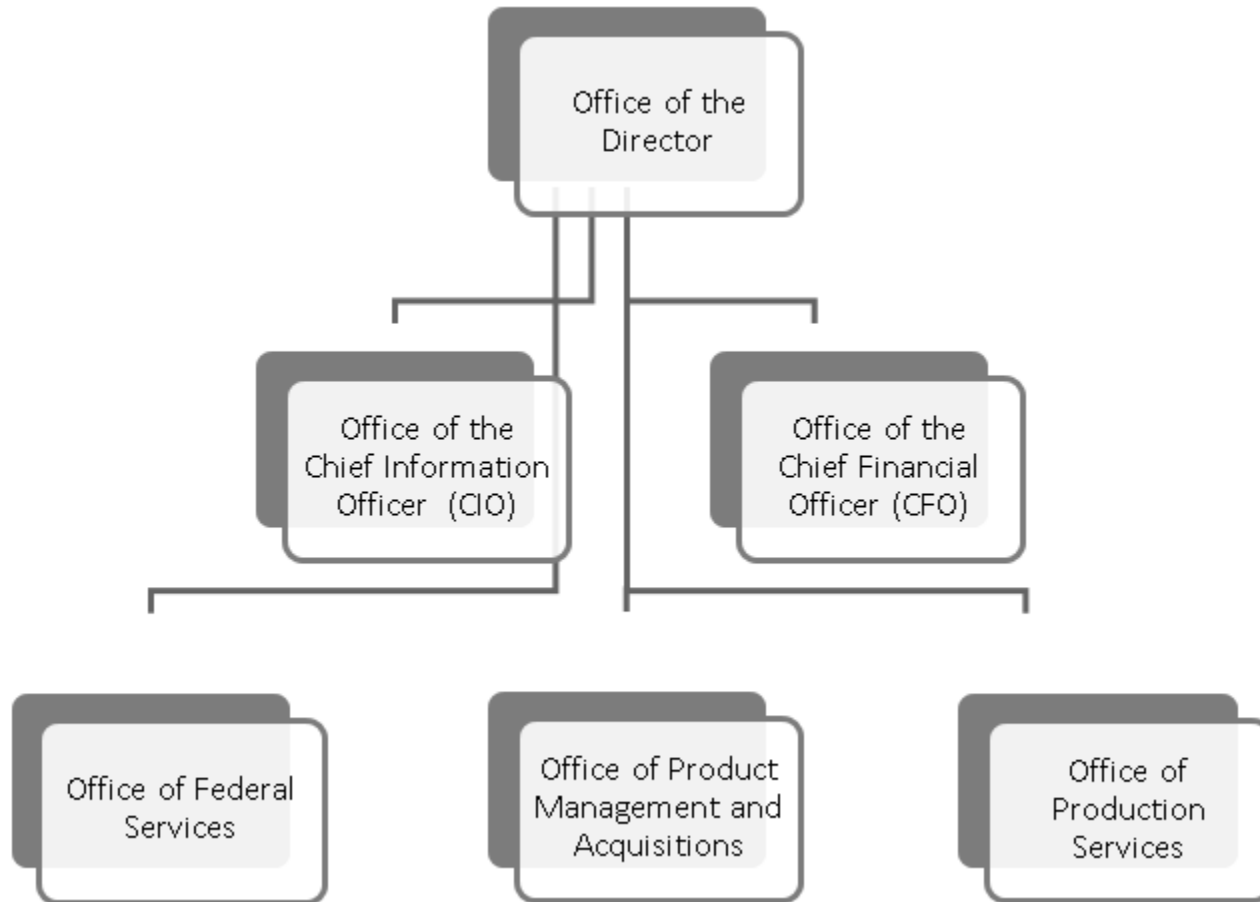 Office of the
Director
Office of the
Chief Information
Officer  (CIO)
Office of the
Chief Financial
Officer (CFO)
Office of Federal
Services
Office of Product
Management and
Acquisitions
Office of
Production
Services